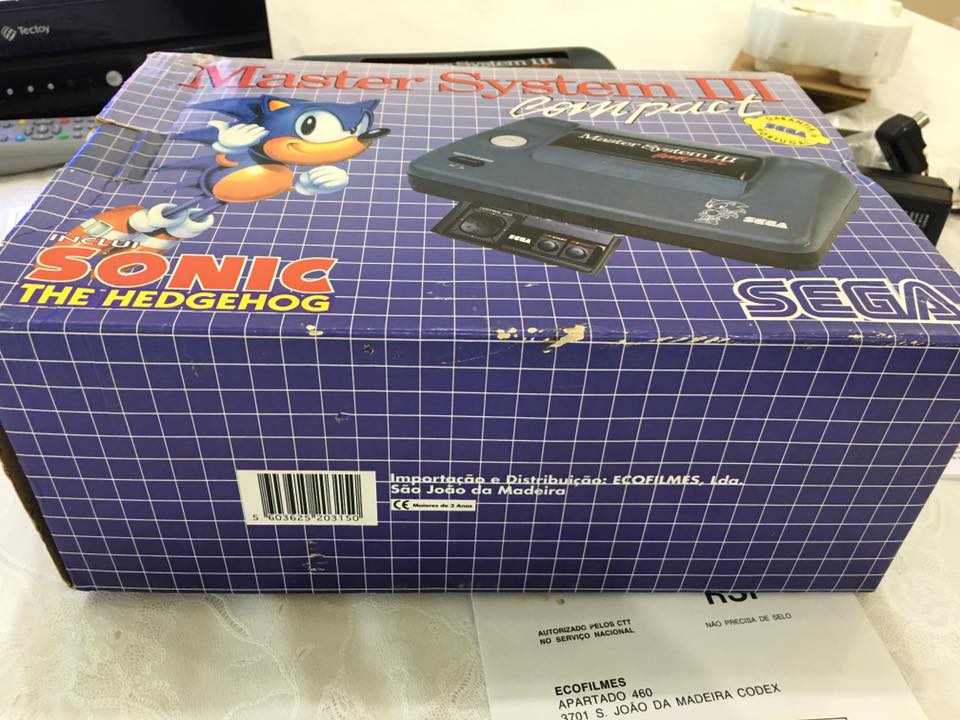 Tectoy
Master System III
Compact
GARANTIA
SEGA
PORTUGAL
Master System III
Compact
SEGA
SEGA
INCLUI
SONIC
THE HEDGEHOG
SEGA
Importação e Distribuição: ECOFILMES, Lda.
São João da Madeira
CE Maiores de 3 Anos
5 603625 203150
RSF
AUTORIZADO PELOS CTT
NO SERVIÇO NACIONAL
NÃO PRECISA DE SELO
ECOFILMES
APARTADO 460
3701 S. JOÃO DA MADEIRA CODEX